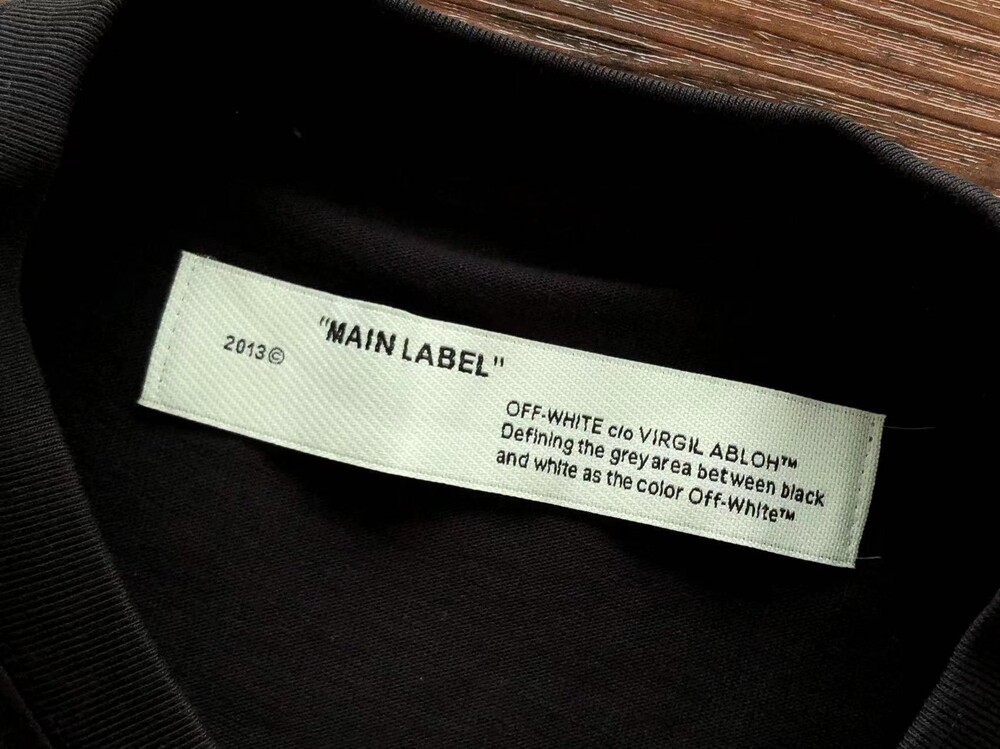 "MAIN LABEL"
2013©
OFF-WHITE c/o VIRGIL ABLOH™
Defining the grey area between black
and white as the color Off-White™